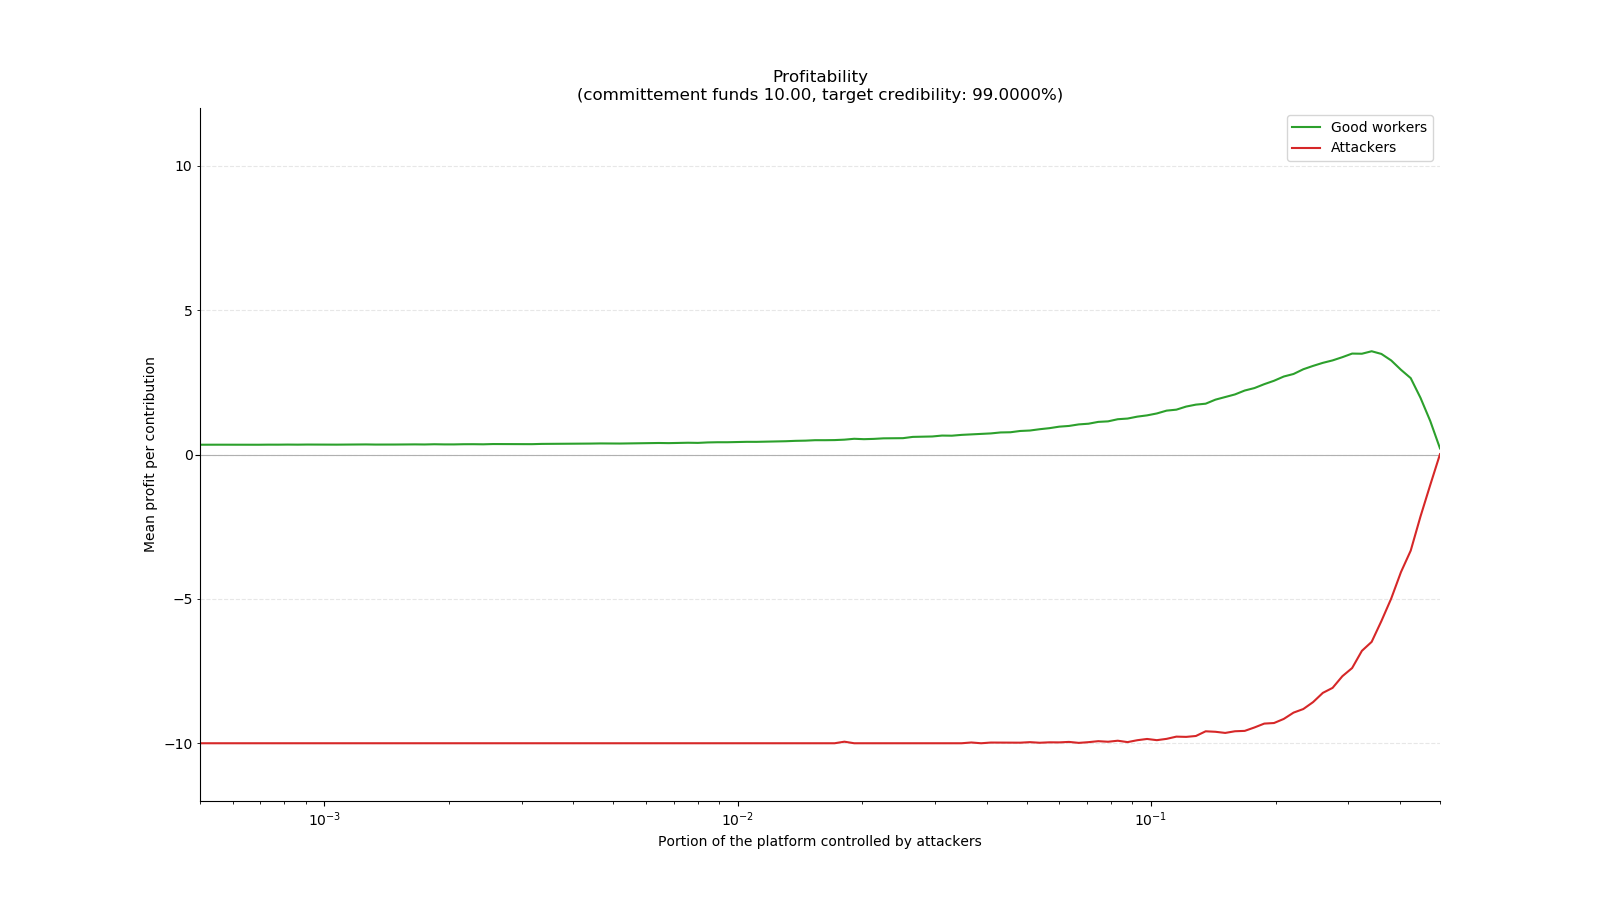 Profitability
(committement funds 10.00, target credibility: 99.0000%)
Good workers
Attackers
10
5
0
−5
−10
Mean profit per contribution
10⁻³
10⁻²
10⁻¹
Portion of the platform controlled by attackers